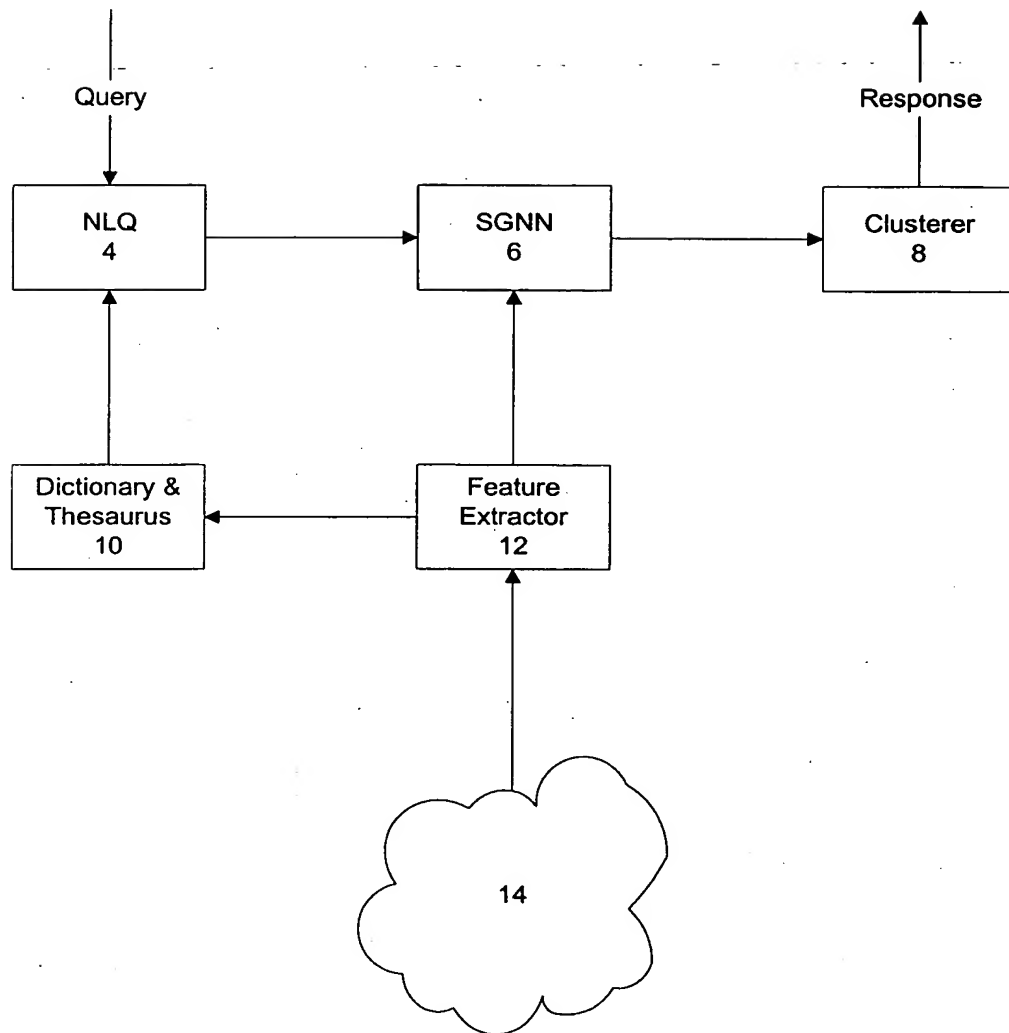 Query
Response
NLQ
4
SGNN
6
Clusterer
8
Dictionary &
Thesaurus
10
Feature
Extractor
12
14